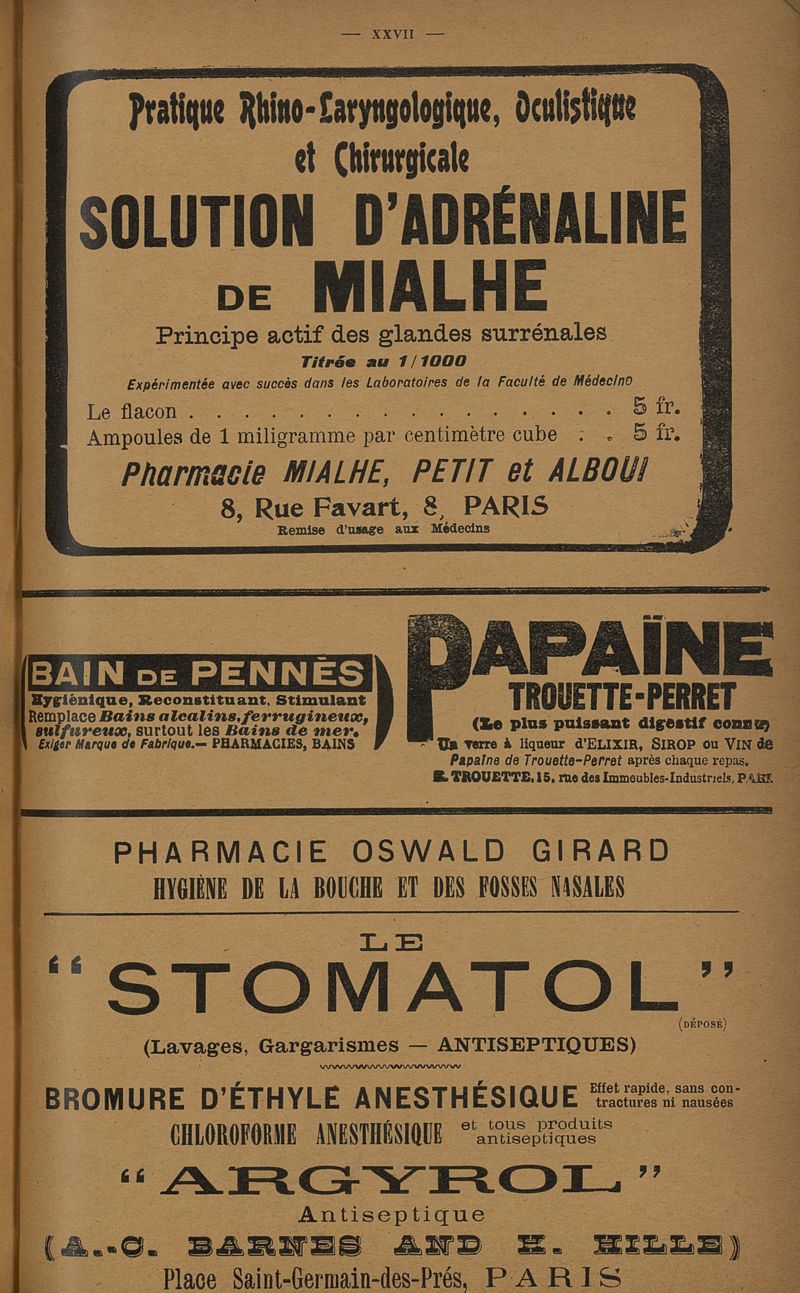 — XXVII —
Pratique Rhino-Laryngologique, Oculistique
et Chirurgicale
SOLUTION D'ADRÉNALINE
DE MIALHE
Principe actif des glandes surrénales
Titrée au 1/1000
Expérimentée avec succès dans les Laboratoires de la Faculté de Médecine
Le flacon . . . . . . . . . . . . . . . . 5 fr.
Ampoules de 1 miligramme par centimètre cube . . 5 fr.
Pharmacie MIALHE, PETIT et ALBOUI
8, Rue Favart, 8, PARIS
Remise d'usage aux Médecins
BAIN DE PENNÈS
Hygiénique, Reconstituant, Stimulant
Remplace Bains alcalins, ferrugineux,
sulfureux, surtout les Bains de mer.
Exiger Marque de Fabrique.— PHARMACIES, BAINS
PAPAÏNE
TROUETTE-PERRET
(Le plus puissant digestif connu)
Un verre à liqueur d'ELIXIR, SIROP ou VIN de
Papaïne de Trouette-Perret après chaque repas.
E. TROUETTE, 15, rue des Immeubles-Industriels, PARIS.
PHARMACIE OSWALD GIRARD
HYGIÈNE DE LA BOUCHE ET DES FOSSES NASALES
LE
“ STOMATOL ”
(DÉPOSÉ)
(Lavages, Gargarismes — ANTISEPTIQUES)
BROMURE D'ÉTHYLE ANESTHÉSIQUE Effet rapide, sans con-
tractures ni nausées
CHLOROFORME ANESTHÉSIQUE et tous produits
antiseptiques
“ ARGYROL ”
Antiseptique
(A.-C. BARNES AND H. HILLE)
Place Saint-Germain-des-Prés, PARIS